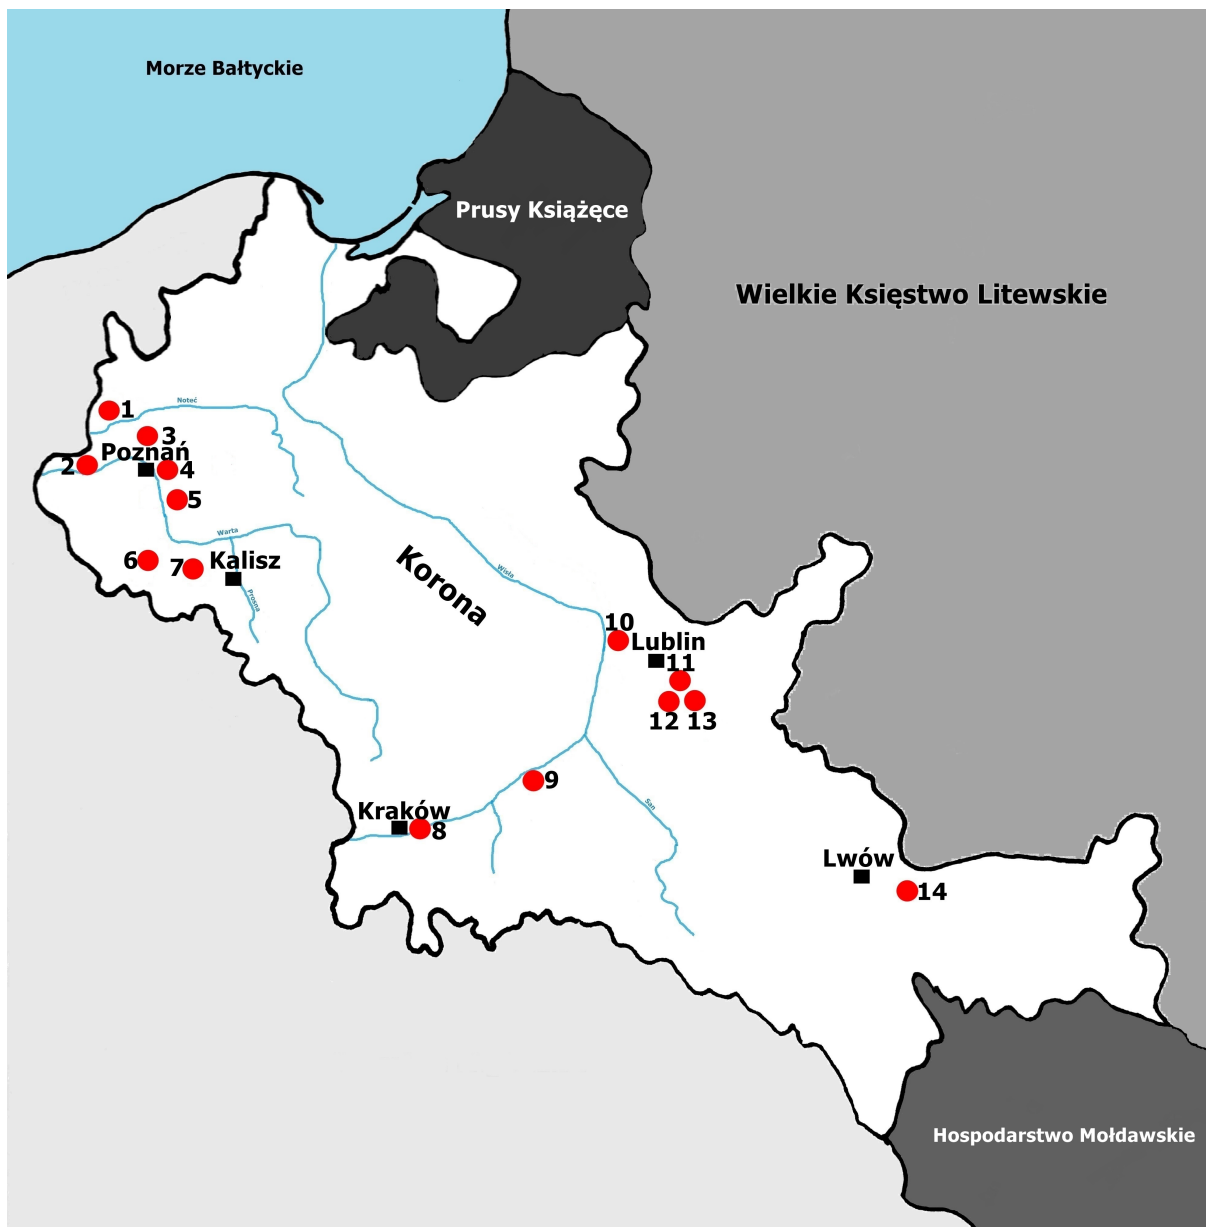 Morze Bałtyckie
Prusy Książęce
Wielkie Księstwo Litewskie
Noteć
1
3
Poznań
2
4
5
Warta
6
7
Kalisz
Prosna
Korona
Wisła
10
Lublin
11
12
13
9
San
Kraków
8
Lwów
14
Hospodarstwo Mołdawskie